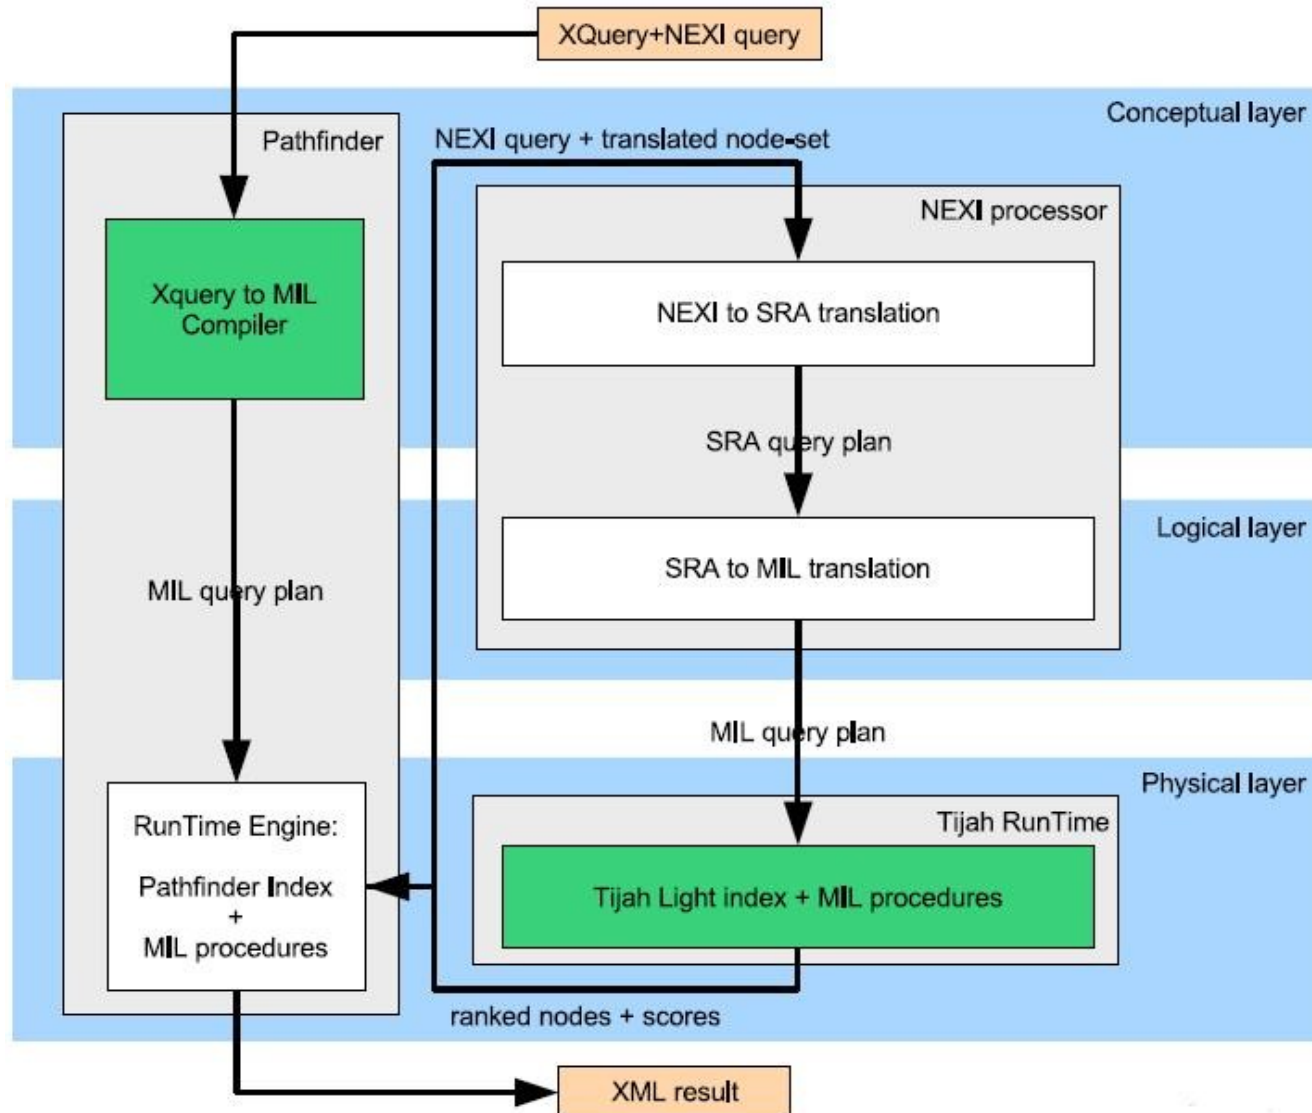 XQuery+NEXI query
Conceptual layer
Pathfinder
NEXI query + translated node-set
NEXI processor
Xquery to MIL
Compiler
NEXI to SRA translation
SRA query plan
Logical layer
SRA to MIL translation
MIL query plan
MIL query plan
Physical layer
Tijah RunTime
RunTime Engine:
Pathfinder Index
+
MIL procedures
Tijah Light index + MIL procedures
ranked nodes + scores
XML result